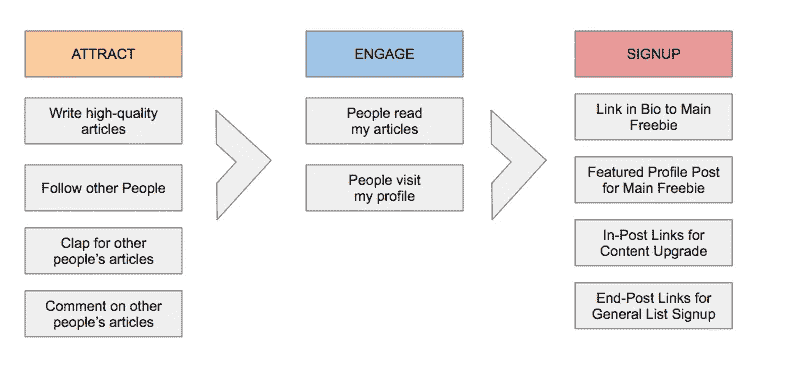 ATTRACT
Write high-quality
articles
Follow other People
Clap for other
people's articles
Comment on other
people's articles
ENGAGE
People read
my articles
People visit
my profile
SIGNUP
Link in Bio to Main
Freebie
Featured Profile Post
for Main Freebie
In-Post Links for
Content Upgrade
End-Post Links for
General List Signup